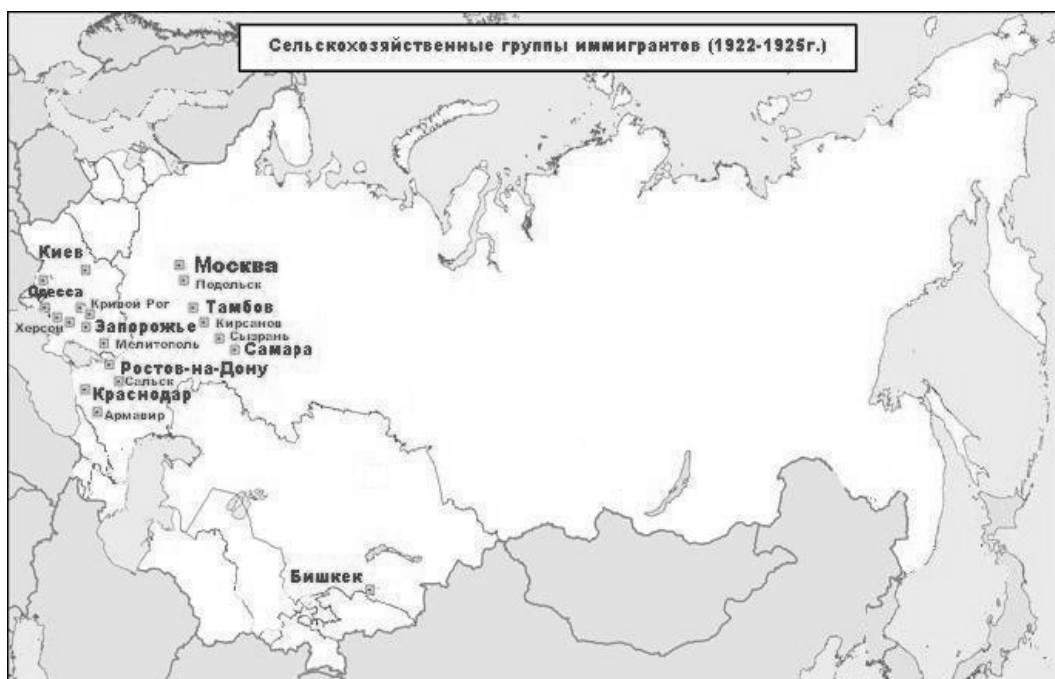 Сельскохозяйственные группы иммигрантов (1922-1925г.)
Киев
Москва
Подольск
Одесса
Кривой Рог
Тамбов
Херсон
Запорожье
Кирсанов
Мелитополь
Сызрань
Самара
Ростов-на-Дону
Сальск
Краснодар
Армавир
Бишкек